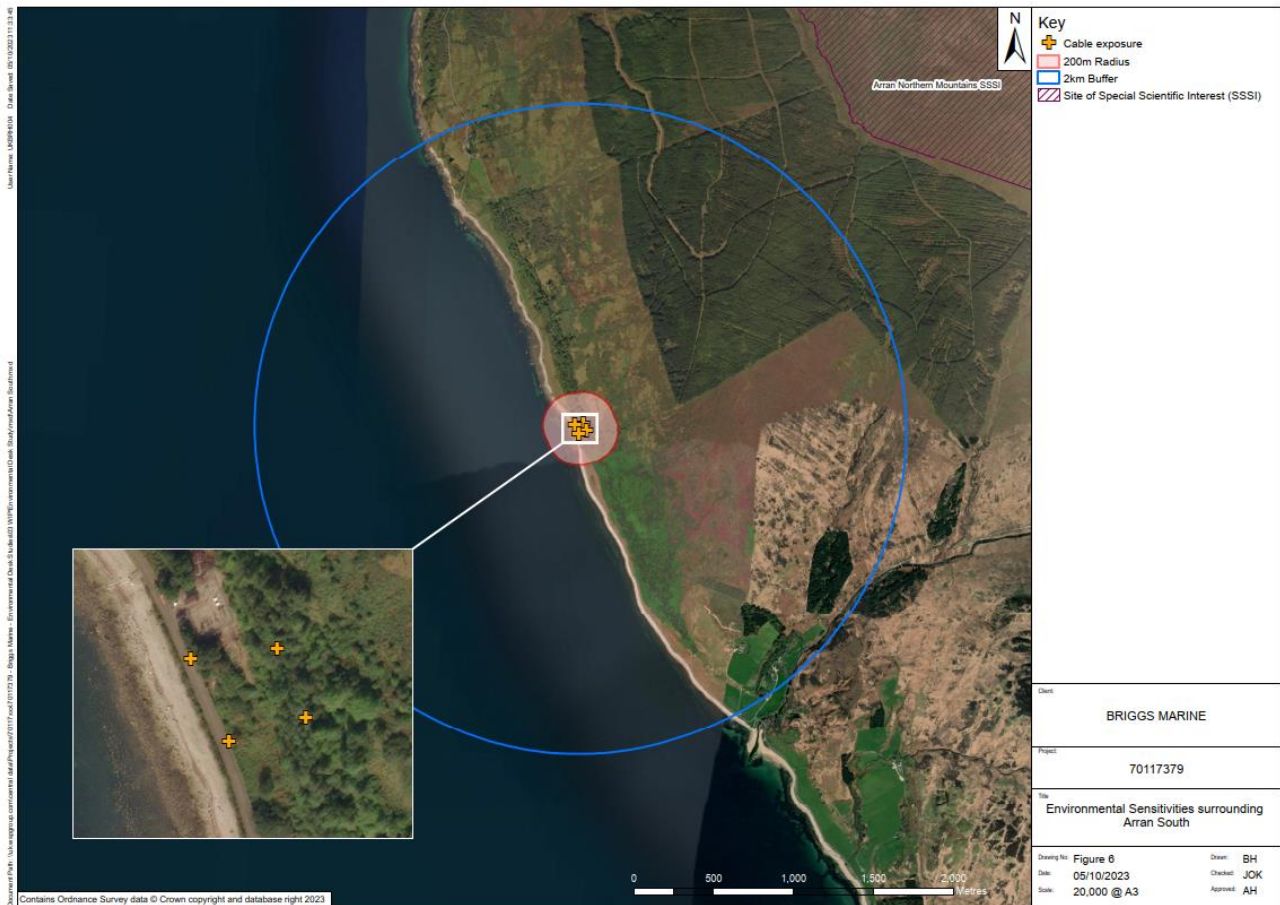 N
Key
Cable exposure
200m Radius
2km Buffer
Site of Special Scientific Interest (SSSI)
Arran Northern Mountains SSSI
Client
BRIGGS MARINE
Project:
70117379
Title
Environmental Sensitivities surrounding
Arran South
Drawing No: Figure 6
Drawn: BH
Date: 05/10/2023
Checked: JOK
Scale: 20,000 @ A3
Approved: AH
0 500 1,000 1,500 2,000
Metres
Contains Ordnance Survey data © Crown copyright and database right 2023